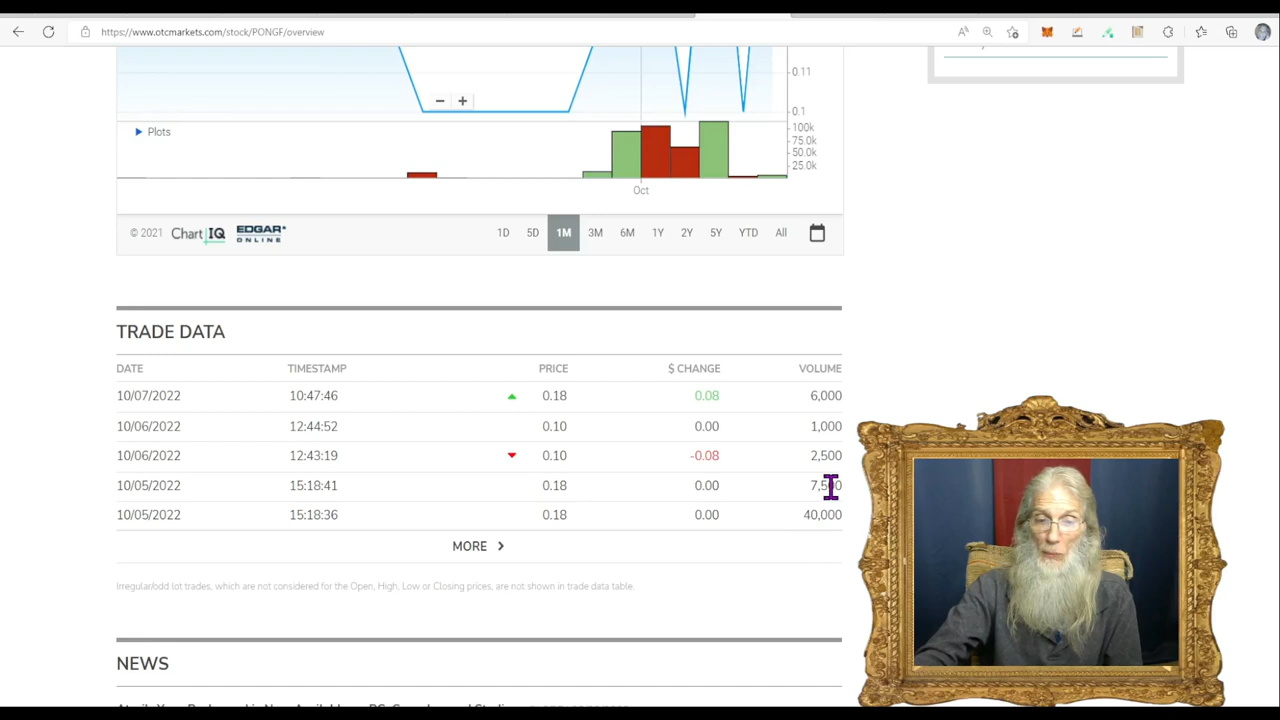 https://www.otcmarkets.com/stock/PONGF/overview
0.11
0.1
Plots
100k
75.0k
50.0k
25.0k
Oct
© 2021 Chart IQ EDGAR ONLINE 1D 5D 1M 3M 6M 1Y 2Y 5Y YTD All
TRADE DATA
DATE TIMESTAMP PRICE $ CHANGE VOLUME
10/07/2022 10:47:46 0.18 0.08 6,000
10/06/2022 12:44:52 0.10 0.00 1,000
10/06/2022 12:43:19 0.10 -0.08 2,500
10/05/2022 15:18:41 0.18 0.00 7,500
10/05/2022 15:18:36 0.18 0.00 40,000
MORE
Irregular/odd lot trades, which are not considered for the Open, High, Low or Closing prices, are not shown in trade data table.
NEWS